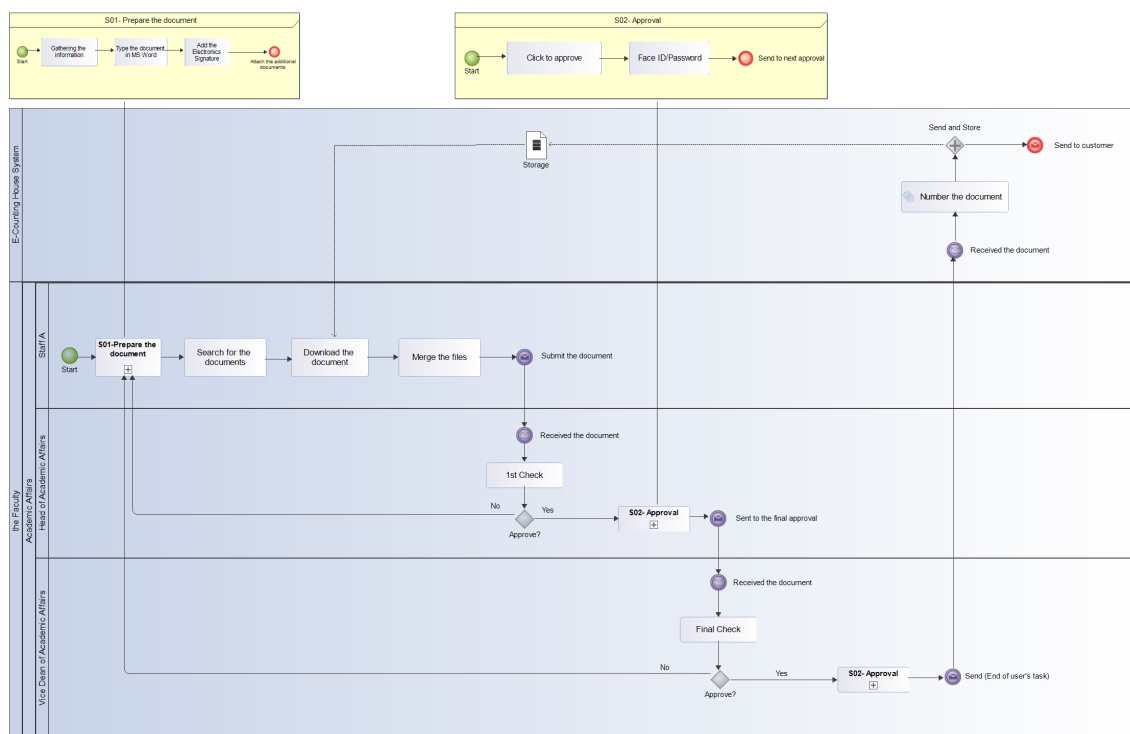 S01- Prepare the document
Start
Gathering the
information
Type the document
in MS Word
Add the
Electronics
Signature
Attach the additional
documents
S02- Approval
Start
Click to approve
Face ID/Password
Send to next approval
E-Counting House System
Storage
Send and Store
Send to customer
Number the document
Received the document
the Faculty
Academic Affairs
Staff A
Start
S01-Prepare the
document
Search for the
documents
Download the
document
Merge the files
Submit the document
Head of Academic Affairs
Received the document
1st Check
No
Yes
Approve?
S02- Approval
Sent to the final approval
Vice Dean of Academic Affairs
Received the document
Final Check
No
Yes
Approve?
S02- Approval
Send (End of user's task)